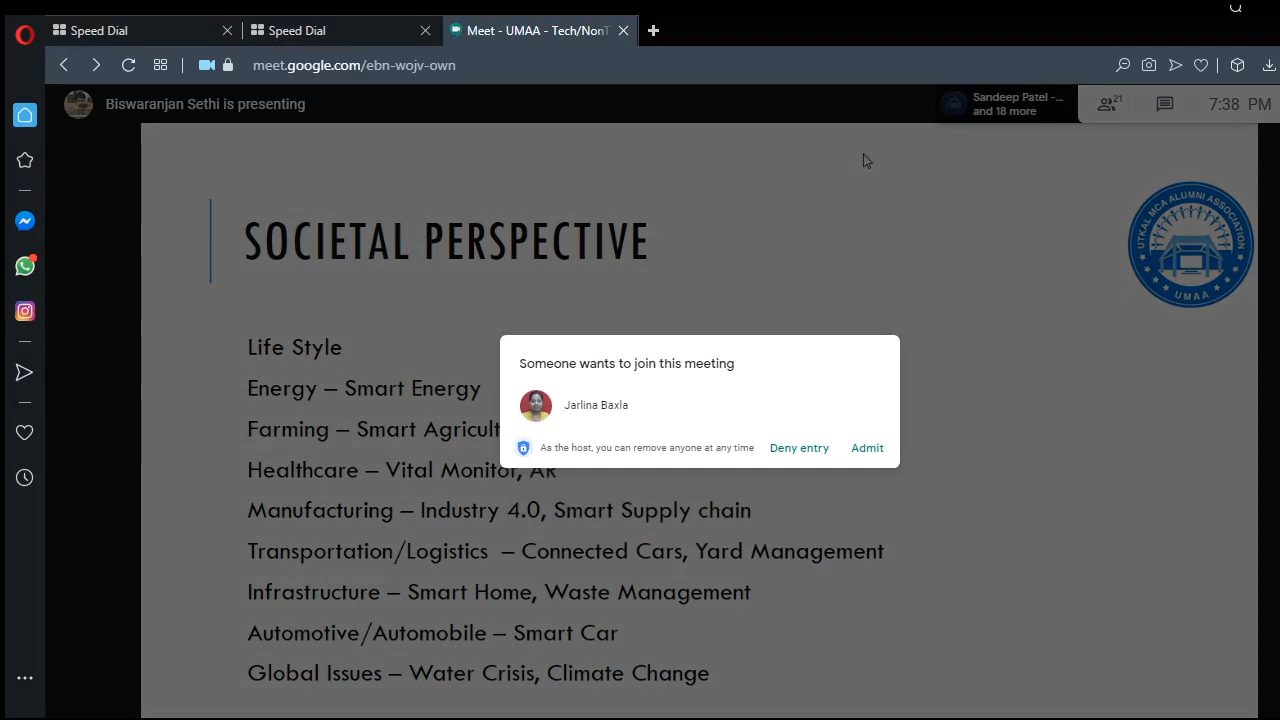 Speed Dial
Speed Dial
Meet - UMAA - Tech/NonT
meet.google.com/ebn-wojv-own
Biswaranjan Sethi is presenting
Sandeep Patel -...
and 18 more
21
7:38 PM
SOCIETAL PERSPECTIVE
UTKAL MCA ALUMNI ASSOCIATION
UMAA
Life Style
Energy – Smart Energy
Farming – Smart Agricult
Healthcare – Vital Monitor, AR
Manufacturing – Industry 4.0, Smart Supply chain
Transportation/Logistics – Connected Cars, Yard Management
Infrastructure – Smart Home, Waste Management
Automotive/Automobile – Smart Car
Global Issues – Water Crisis, Climate Change
Someone wants to join this meeting
Jarlina Baxla
As the host, you can remove anyone at any time
Deny entry
Admit